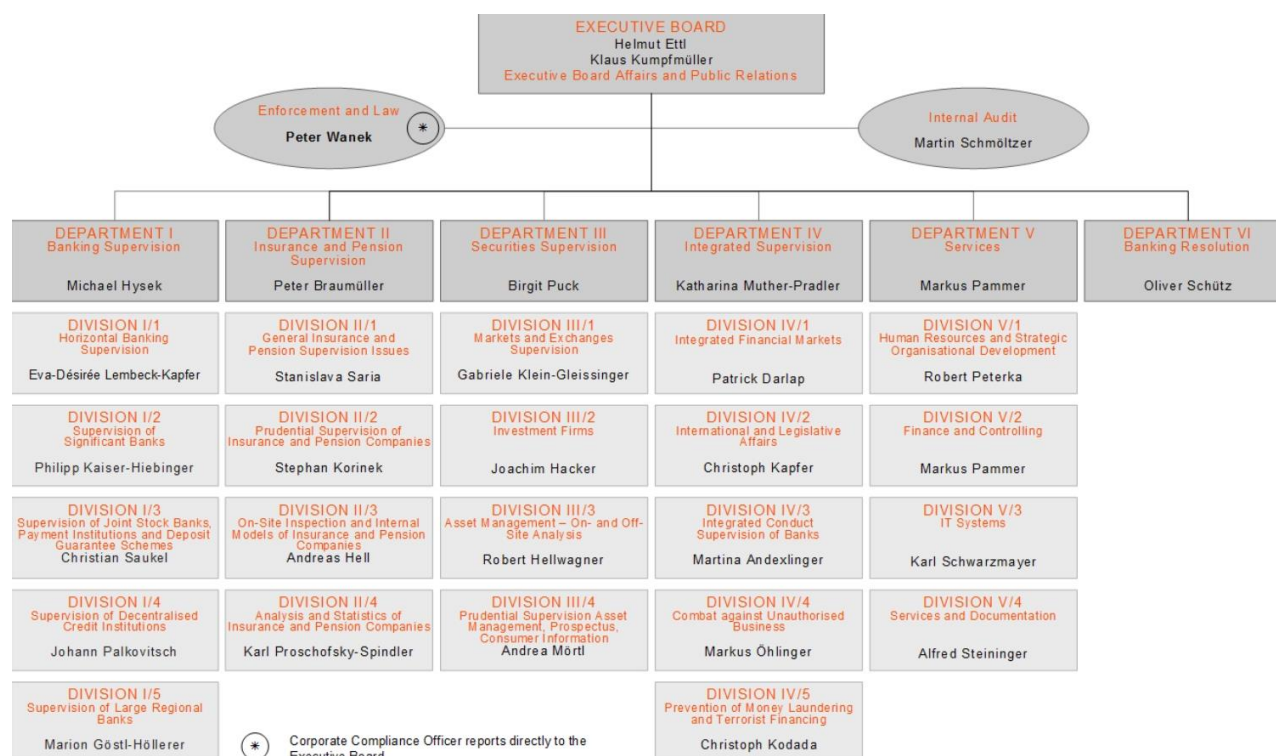 EXECUTIVE BOARD
Helmut Ettl
Klaus Kumpfmüller
Executive Board Affairs and Public Relations
Enforcement and Law
Peter Wanek
*
Internal Audit
Martin Schmöltzer
DEPARTMENT I
Banking Supervision
Michael Hysek
DEPARTMENT II
Insurance and Pension
Supervision
Peter Braumüller
DEPARTMENT III
Securities Supervision
Birgit Puck
DEPARTMENT IV
Integrated Supervision
Katharina Muther-Pradler
DEPARTMENT V
Services
Markus Pammer
DEPARTMENT VI
Banking Resolution
Oliver Schütz
DIVISION I/1
Horizontal Banking
Supervision
Eva-Désirée Lembeck-Kapfer
DIVISION II/1
General Insurance and
Pension Supervision Issues
Stanislava Saria
DIVISION III/1
Markets and Exchanges
Supervision
Gabriele Klein-Gleissinger
DIVISION IV/1
Integrated Financial Markets
Patrick Darlap
DIVISION V/1
Human Resources and Strategic
Organisational Development
Robert Peterka
DIVISION I/2
Supervision of
Significant Banks
Philipp Kaiser-Hiebinger
DIVISION II/2
Prudential Supervision of
Insurance and Pension Companies
Stephan Korinek
DIVISION III/2
Investment Firms
Joachim Hacker
DIVISION IV/2
International and Legislative
Affairs
Christoph Kapfer
DIVISION V/2
Finance and Controlling
Markus Pammer
DIVISION I/3
Supervision of Joint Stock Banks,
Payment Institutions and Deposit
Guarantee Schemes
Christian Saukel
DIVISION II/3
On-Site Inspection and Internal
Models of Insurance and Pension
Companies
Andreas Hell
DIVISION III/3
Asset Management – On- and Off-
Site Analysis
Robert Hellwagner
DIVISION IV/3
Integrated Conduct
Supervision of Banks
Martina Andexlinger
DIVISION V/3
IT Systems
Karl Schwarzmayer
DIVISION I/4
Supervision of Decentralised
Credit Institutions
Johann Palkovitsch
DIVISION II/4
Analysis and Statistics of
Insurance and Pension Companies
Karl Proschofsky-Spindler
DIVISION III/4
Prudential Supervision Asset
Management, Prospectus,
Consumer Information
Andrea Mörtl
DIVISION IV/4
Combat against Unauthorised
Business
Markus Öhlinger
DIVISION V/4
Services and Documentation
Alfred Steininger
DIVISION I/5
Supervision of Large Regional
Banks
Marion Göstl-Höllerer
DIVISION IV/5
Prevention of Money Laundering
and Terrorist Financing
Christoph Kodada
* Corporate Compliance Officer reports directly to the
Executive Board